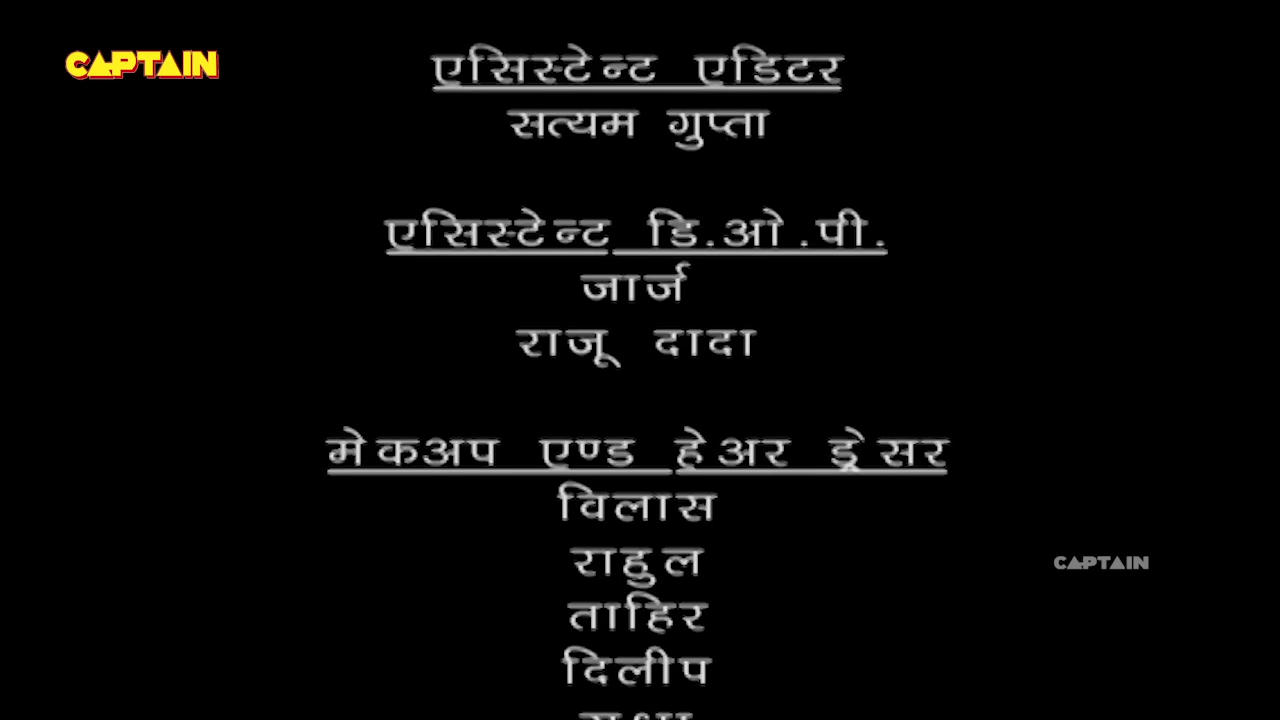 CAPTAIN
एसिस्टेन्ट एडिटर
सत्यम गुप्ता
एसिस्टेन्ट डि.ओ.पी.
जार्ज
राजू दादा
मेकअप एण्ड हेअर ड्रेसर
विलास
राहुल
CAPTAIN
ताहिर
दिलीप